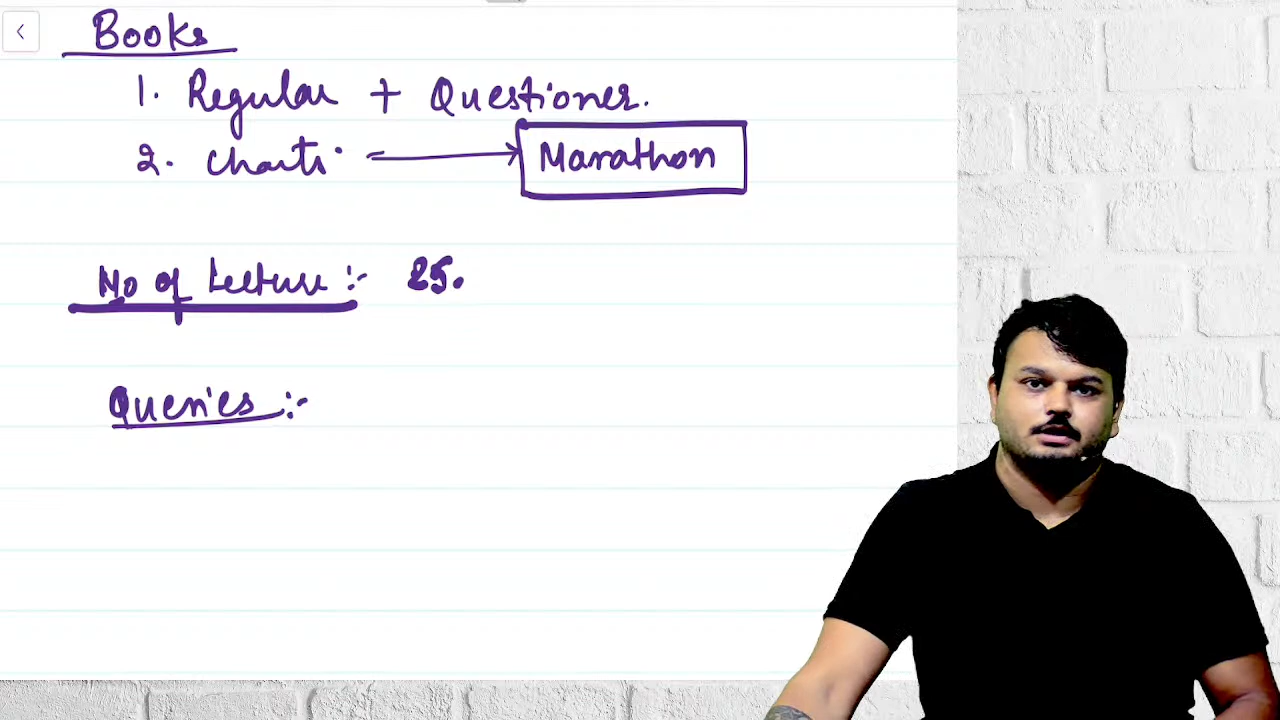 Books
1. Regular + Questioner.
2. Charts → Marathon
No of Lecture :- 25.
Queries :-